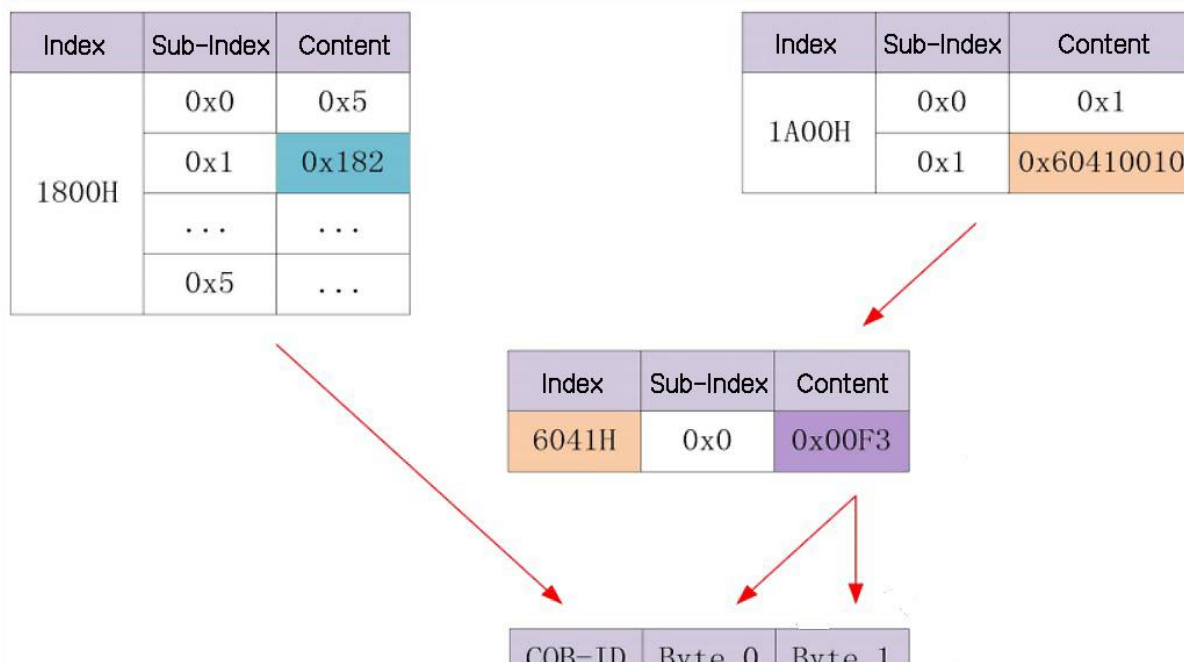 Index Sub-Index Content
1800H
0x0 0x5
0x1 0x182
... ...
0x5 ...
Index Sub-Index Content
1A00H
0x0 0x1
0x1 0x60410010
Index Sub-Index Content
6041H 0x0 0x00F3
COB-ID Byte 0 Byte 1